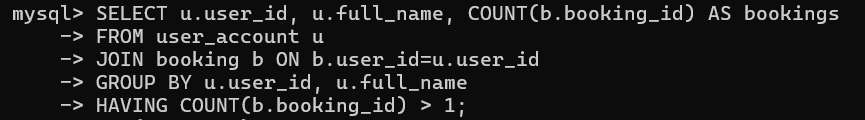 mysql> SELECT u.user_id, u.full_name, COUNT(b.booking_id) AS bookings
    -> FROM user_account u
    -> JOIN booking b ON b.user_id=u.user_id
    -> GROUP BY u.user_id, u.full_name
    -> HAVING COUNT(b.booking_id) > 1;